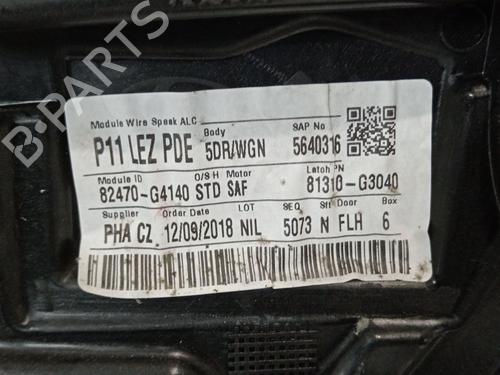 B-PARTS
Module Wire Speak ALC
P11 LEZ PDE
Body
5DR/WGN
SAP No
5640316
Module ID
O/S H Motor
Latch PN
82470-G4140 STD SAF
81310-G3040
Supplier Order Date LOT SEQ Sft Door Box
PHA CZ 12/09/2018 NIL 5073 N FLH 6